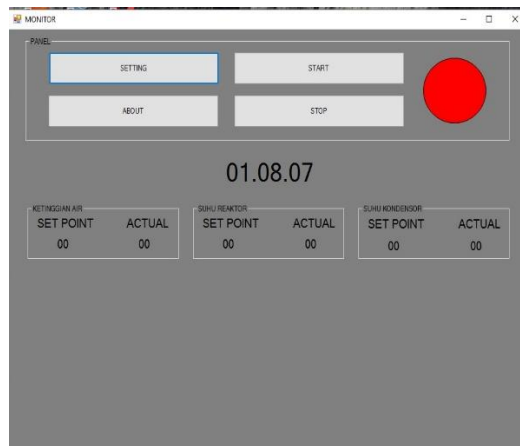 MONITOR
PANEL
SETTING START
ABOUT STOP
01.08.07
KETINGGIAN AIR SUHU REAKTOR SUHU KONDENSOR
SET POINT ACTUAL SET POINT ACTUAL SET POINT ACTUAL
00 00 00 00 00 00